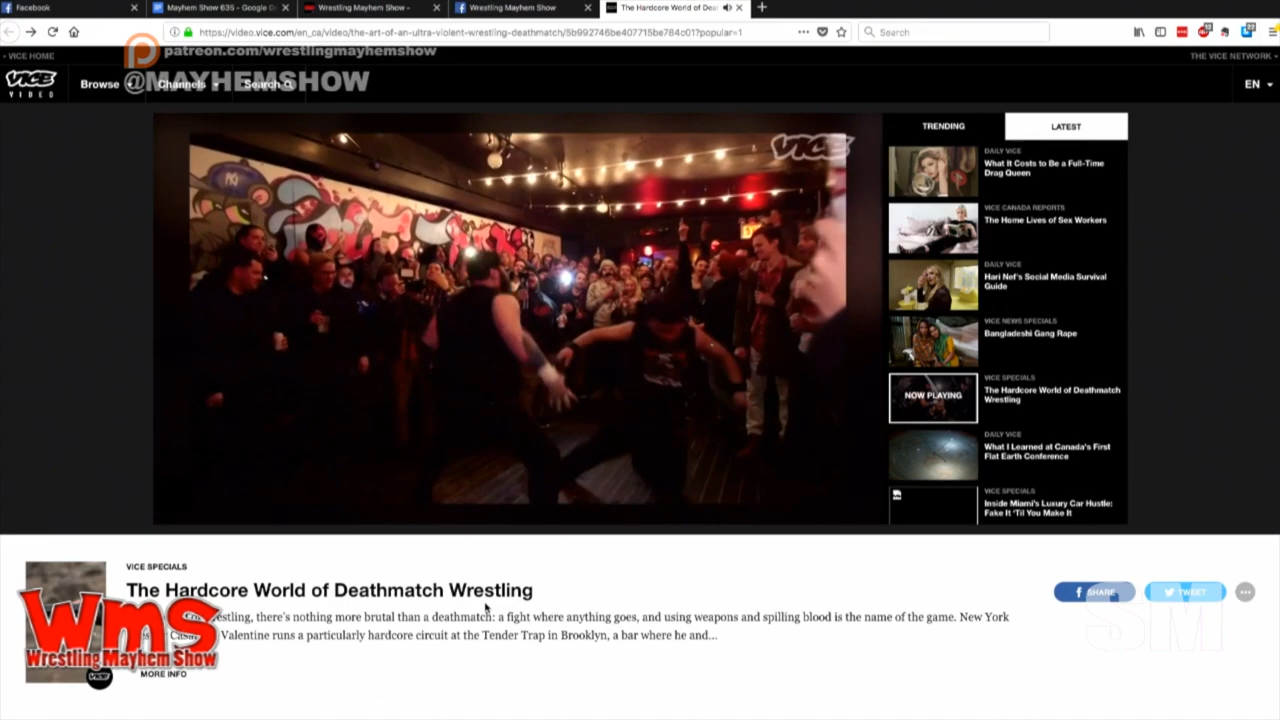 Facebook
Mayhem Show 635 - Google D
Wrestling Mayhem Show -
Wrestling Mayhem Show
The Hardcore World of Dea
https://video.vice.com/en_ca/video/the-art-of-an-ultra-violent-wrestling-deathmatch/5b992746be407715be784c01?popular=1
Search
patreon.com/wrestlingmayhemshow
@MAYHEMSHOW
VICE HOME
THE VICE NETWORK
VICE
VIDEO
Browse
Channels
Search
EN
VICE
TRENDING
LATEST
DAILY VICE
What It Costs to Be a Full-Time
Drag Queen
VICE CANADA REPORTS
The Home Lives of Sex Workers
DAILY VICE
Hari Nef's Social Media Survival
Guide
VICE NEWS SPECIALS
Bangladeshi Gang Rape
NOW PLAYING
VICE SPECIALS
The Hardcore World of Deathmatch
Wrestling
DAILY VICE
What I Learned at Canada's First
Flat Earth Conference
VICE SPECIALS
Inside Miami's Luxury Car Hustle:
Fake It 'Til You Make It
VICE SPECIALS
The Hardcore World of Deathmatch Wrestling
SHARE
TWEET
there's nothing more brutal than a deathmatch: a fight where anything goes, and using weapons and spilling blood is the name of the game. New York
Valentine runs a particularly hardcore circuit at the Tender Trap in Brooklyn, a bar where he and...
MORE INFO
VICE
wms
Wrestling Mayhem Show
SM